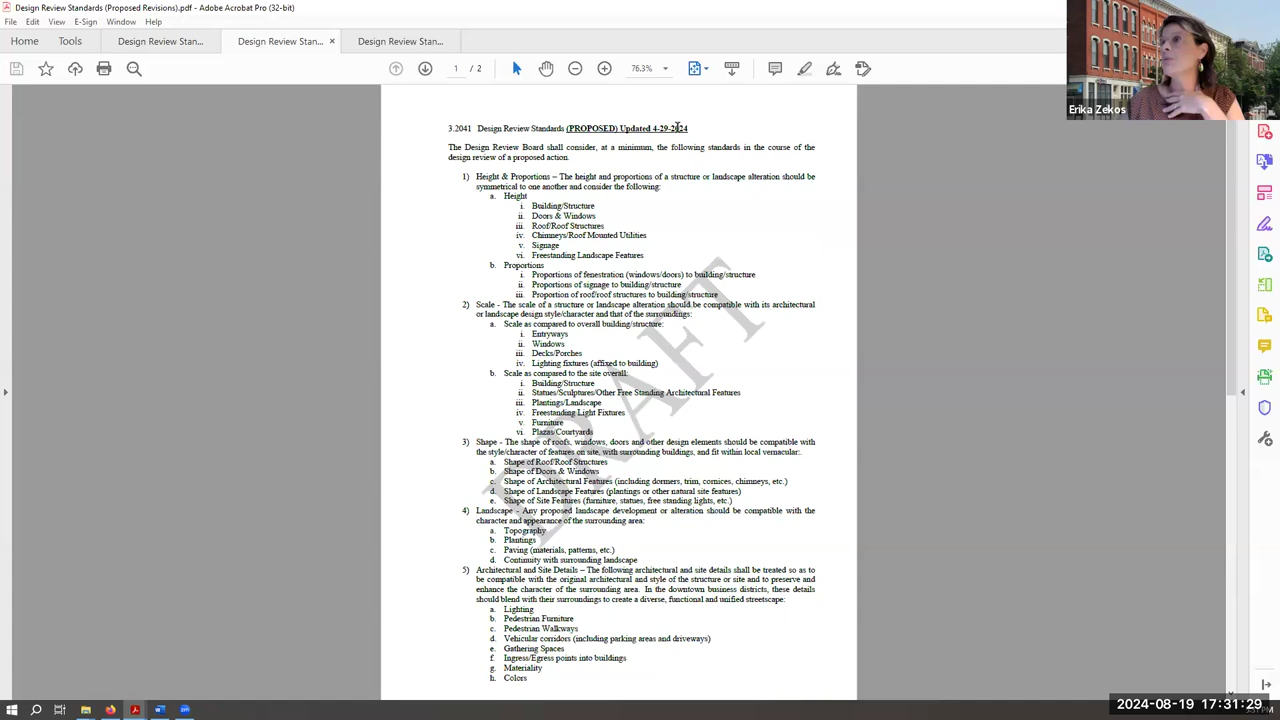 Design Review Standards (Proposed Revisions).pdf - Adobe Acrobat Pro (32-bit)
File Edit View E-Sign Window Help
Home Tools Design Review Stan... Design Review Stan... × Design Review Stan...
1 / 2 76.3%
Erika Zekos
3.2041 Design Review Standards (PROPOSED) Updated 4-29-2024
The Design Review Board shall consider, at a minimum, the following standards in the course of the
design review of a proposed action.
1) Height & Proportions – The height and proportions of a structure or landscape alteration should be
symmetrical to one another and consider the following:
a. Height
i. Building/Structure
ii. Doors & Windows
iii. Roof/Roof Structures
iv. Chimneys/Roof Mounted Utilities
v. Signage
vi. Freestanding Landscape Features
b. Proportions
i. Proportions of fenestration (windows/doors) to building/structure
ii. Proportions of signage to building/structure
iii. Proportion of roof/roof structures to building/structure
2) Scale - The scale of a structure or landscape alteration should be compatible with its architectural
or landscape design style/character and that of the surroundings:
a. Scale as compared to overall building/structure:
i. Entryways
ii. Windows
iii. Decks/Porches
iv. Lighting fixtures (affixed to building)
b. Scale as compared to the site overall:
i. Building/Structure
ii. Statues/Sculptures/Other Free Standing Architectural Features
iii. Plantings/Landscape
iv. Freestanding Light Fixtures
v. Furniture
vi. Plazas/Courtyards
3) Shape - The shape of roofs, windows, doors and other design elements should be compatible with
the style/character of features on site, with surrounding buildings, and fit within local vernacular:.
a. Shape of Roof/Roof Structures
b. Shape of Doors & Windows
c. Shape of Architectural Features (including dormers, trim, cornices, chimneys, etc.)
d. Shape of Landscape Features (plantings or other natural site features)
e. Shape of Site Features (furniture, statues, free standing lights, etc.)
4) Landscape - Any proposed landscape development or alteration should be compatible with the
character and appearance of the surrounding area:
a. Topography
b. Plantings
c. Paving (materials, patterns, etc.)
d. Continuity with surrounding landscape
5) Architectural and Site Details – The following architectural and site details shall be treated so as to
be compatible with the original architectural and style of the structure or site and to preserve and
enhance the character of the surrounding area. In the downtown business districts, these details
should blend with their surroundings to create a diverse, functional and unified streetscape:
a. Lighting
b. Pedestrian Furniture
c. Pedestrian Walkways
d. Vehicular corridors (including parking areas and driveways)
e. Gathering Spaces
f. Ingress/Egress points into buildings
g. Materiality
h. Colors
DRAFT
2024-08-19 17:31:29